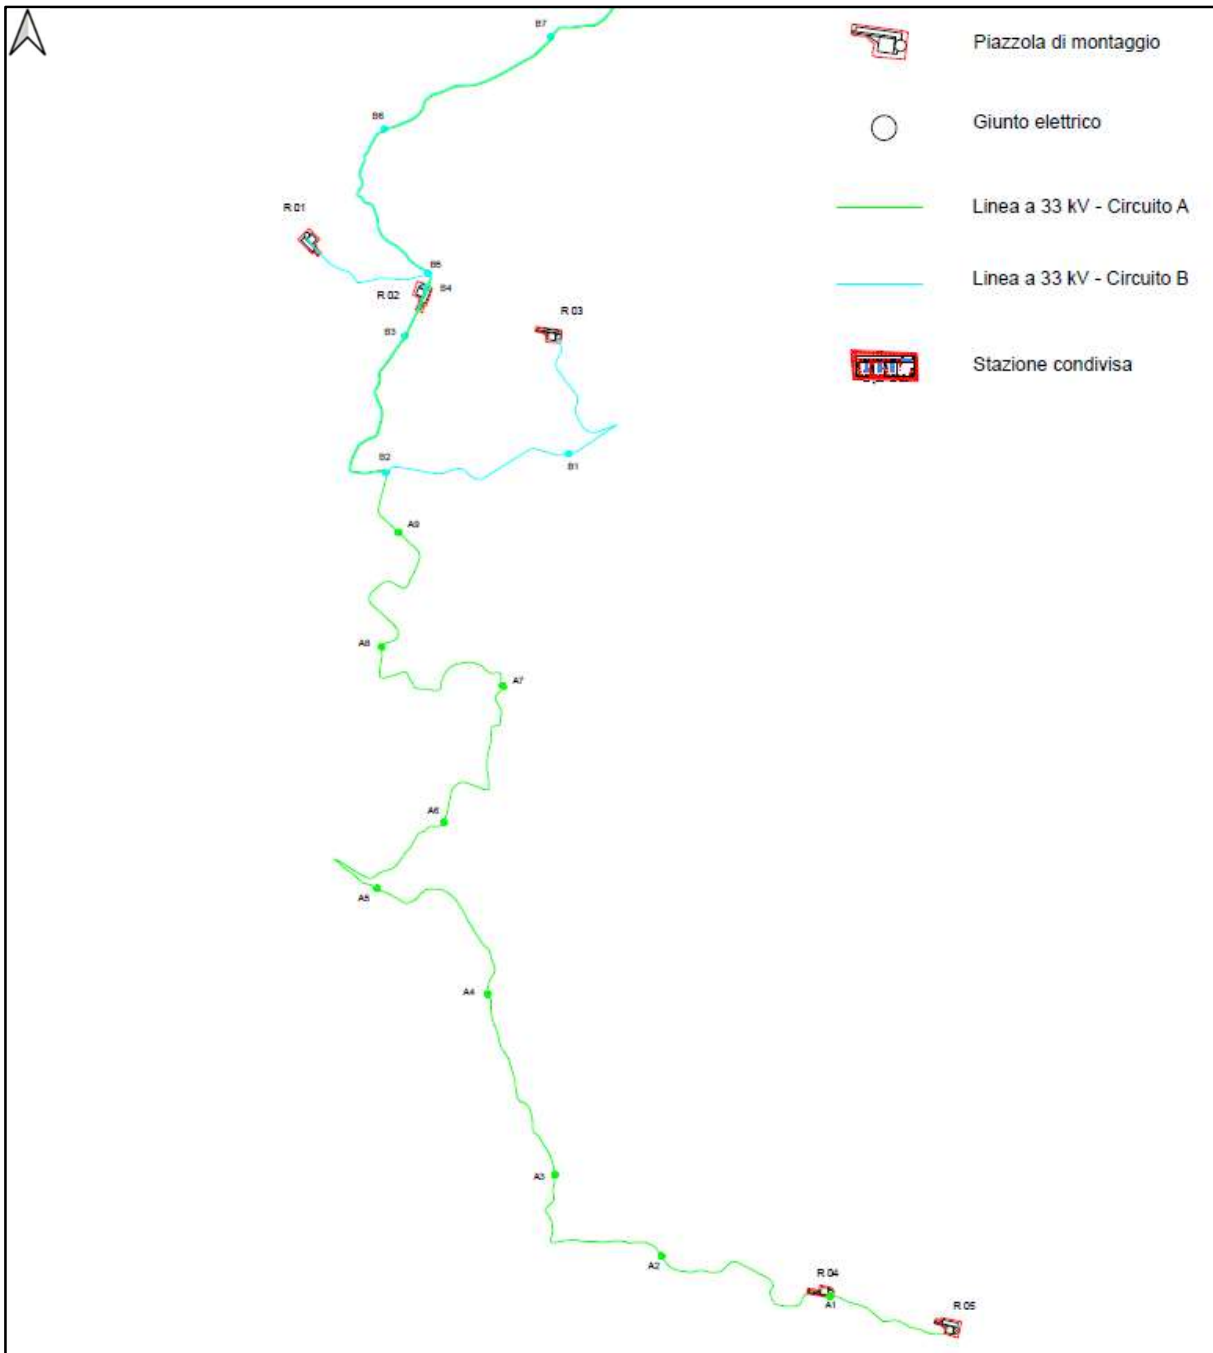 B7
Piazzola di montaggio
B6
Giunto elettrico
R 01
Linea a 33 kV - Circuito A
B5
Linea a 33 kV - Circuito B
R 02
B4
R 03
B3
Stazione condivisa
B2
B1
A9
A8
A7
A6
A5
A4
A3
A2
R 04
A1
R 05